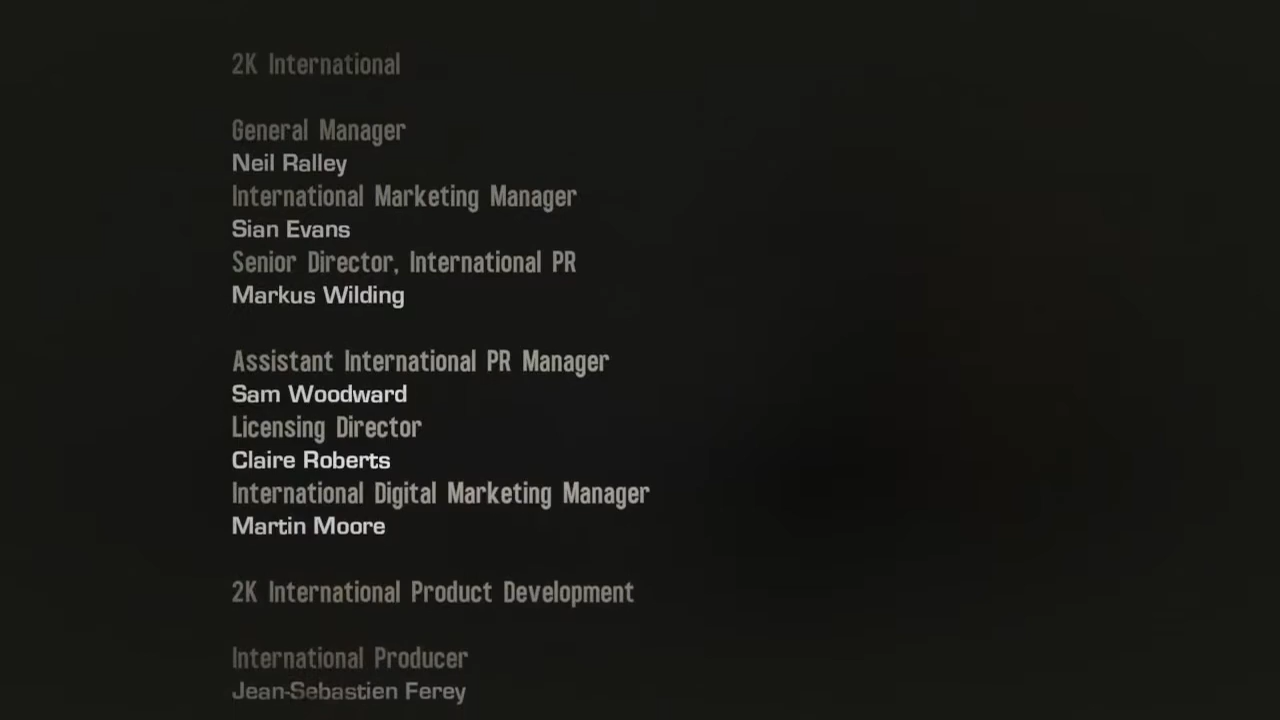 2K International
General Manager
Neil Ralley
International Marketing Manager
Sian Evans
Senior Director, International PR
Markus Wilding
Assistant International PR Manager
Sam Woodward
Licensing Director
Claire Roberts
International Digital Marketing Manager
Martin Moore
2K International Product Development
International Producer
Jean-Sebastien Ferey